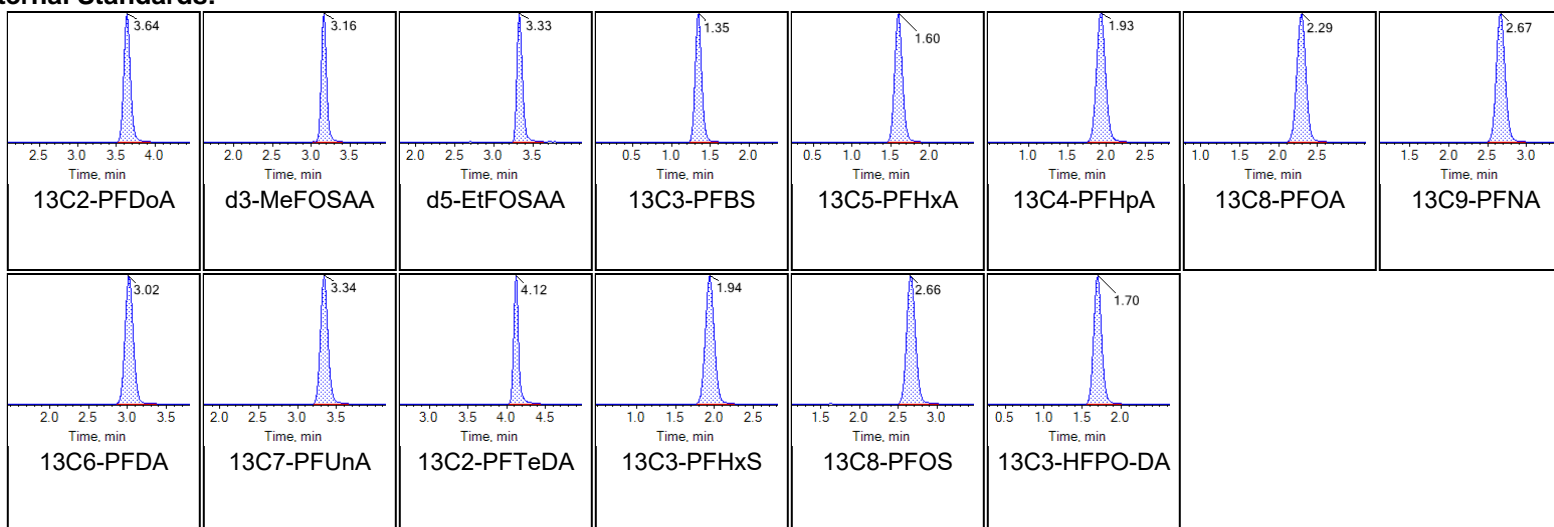 ternal Standards:
3.64 3.16 3.33 1.35 1.60 1.93 2.29 2.67
2.5 3.0 3.5 4.0 2.0 2.5 3.0 3.5 2.0 2.5 3.0 3.5 0.5 1.0 1.5 2.0 0.5 1.0 1.5 2.0 1.0 1.5 2.0 2.5 1.0 1.5 2.0 2.5 1.5 2.0 2.5 3.0
Time, min Time, min Time, min Time, min Time, min Time, min Time, min Time, min
13C2-PFDoA d3-MeFOSAA d5-EtFOSAA 13C3-PFBS 13C5-PFHxA 13C4-PFHpA 13C8-PFOA 13C9-PFNA
3.02 3.34 4.12 1.94 2.66 1.70
2.0 2.5 3.0 3.5 2.0 2.5 3.0 3.5 3.0 3.5 4.0 4.5 1.0 1.5 2.0 2.5 1.5 2.0 2.5 3.0 0.5 1.0 1.5 2.0
Time, min Time, min Time, min Time, min Time, min Time, min
13C6-PFDA 13C7-PFUnA 13C2-PFTeDA 13C3-PFHxS 13C8-PFOS 13C3-HFPO-DA